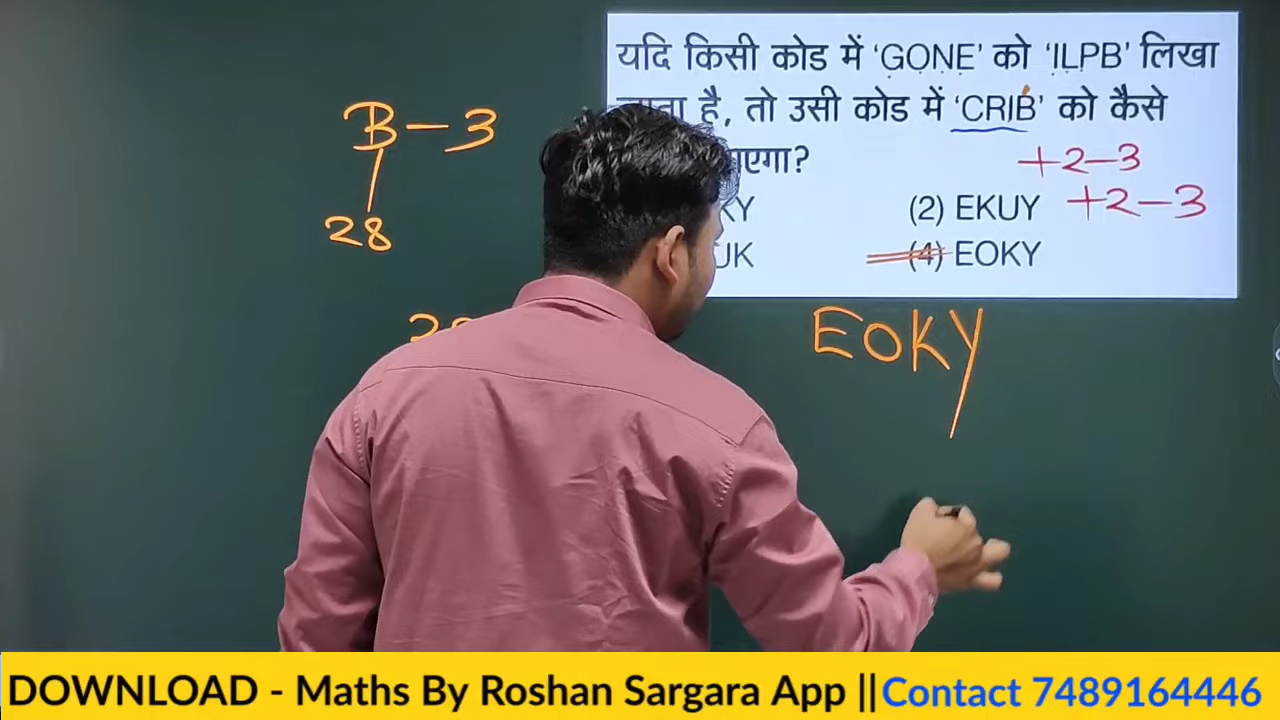 यदि किसी कोड में ‘GONE’ को ‘ILPB’ लिखा
है, तो उसी कोड में ‘CRIB’ को कैसे
+2-3
(2) EKUY +2-3
(4) EOKY
B-3
28
EOKY
DOWNLOAD - Maths By Roshan Sargara App || Contact 7489164446